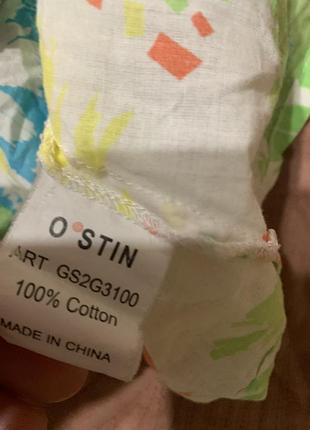 O°STIN
ART GS2G3100
100% Cotton
MADE IN CHINA